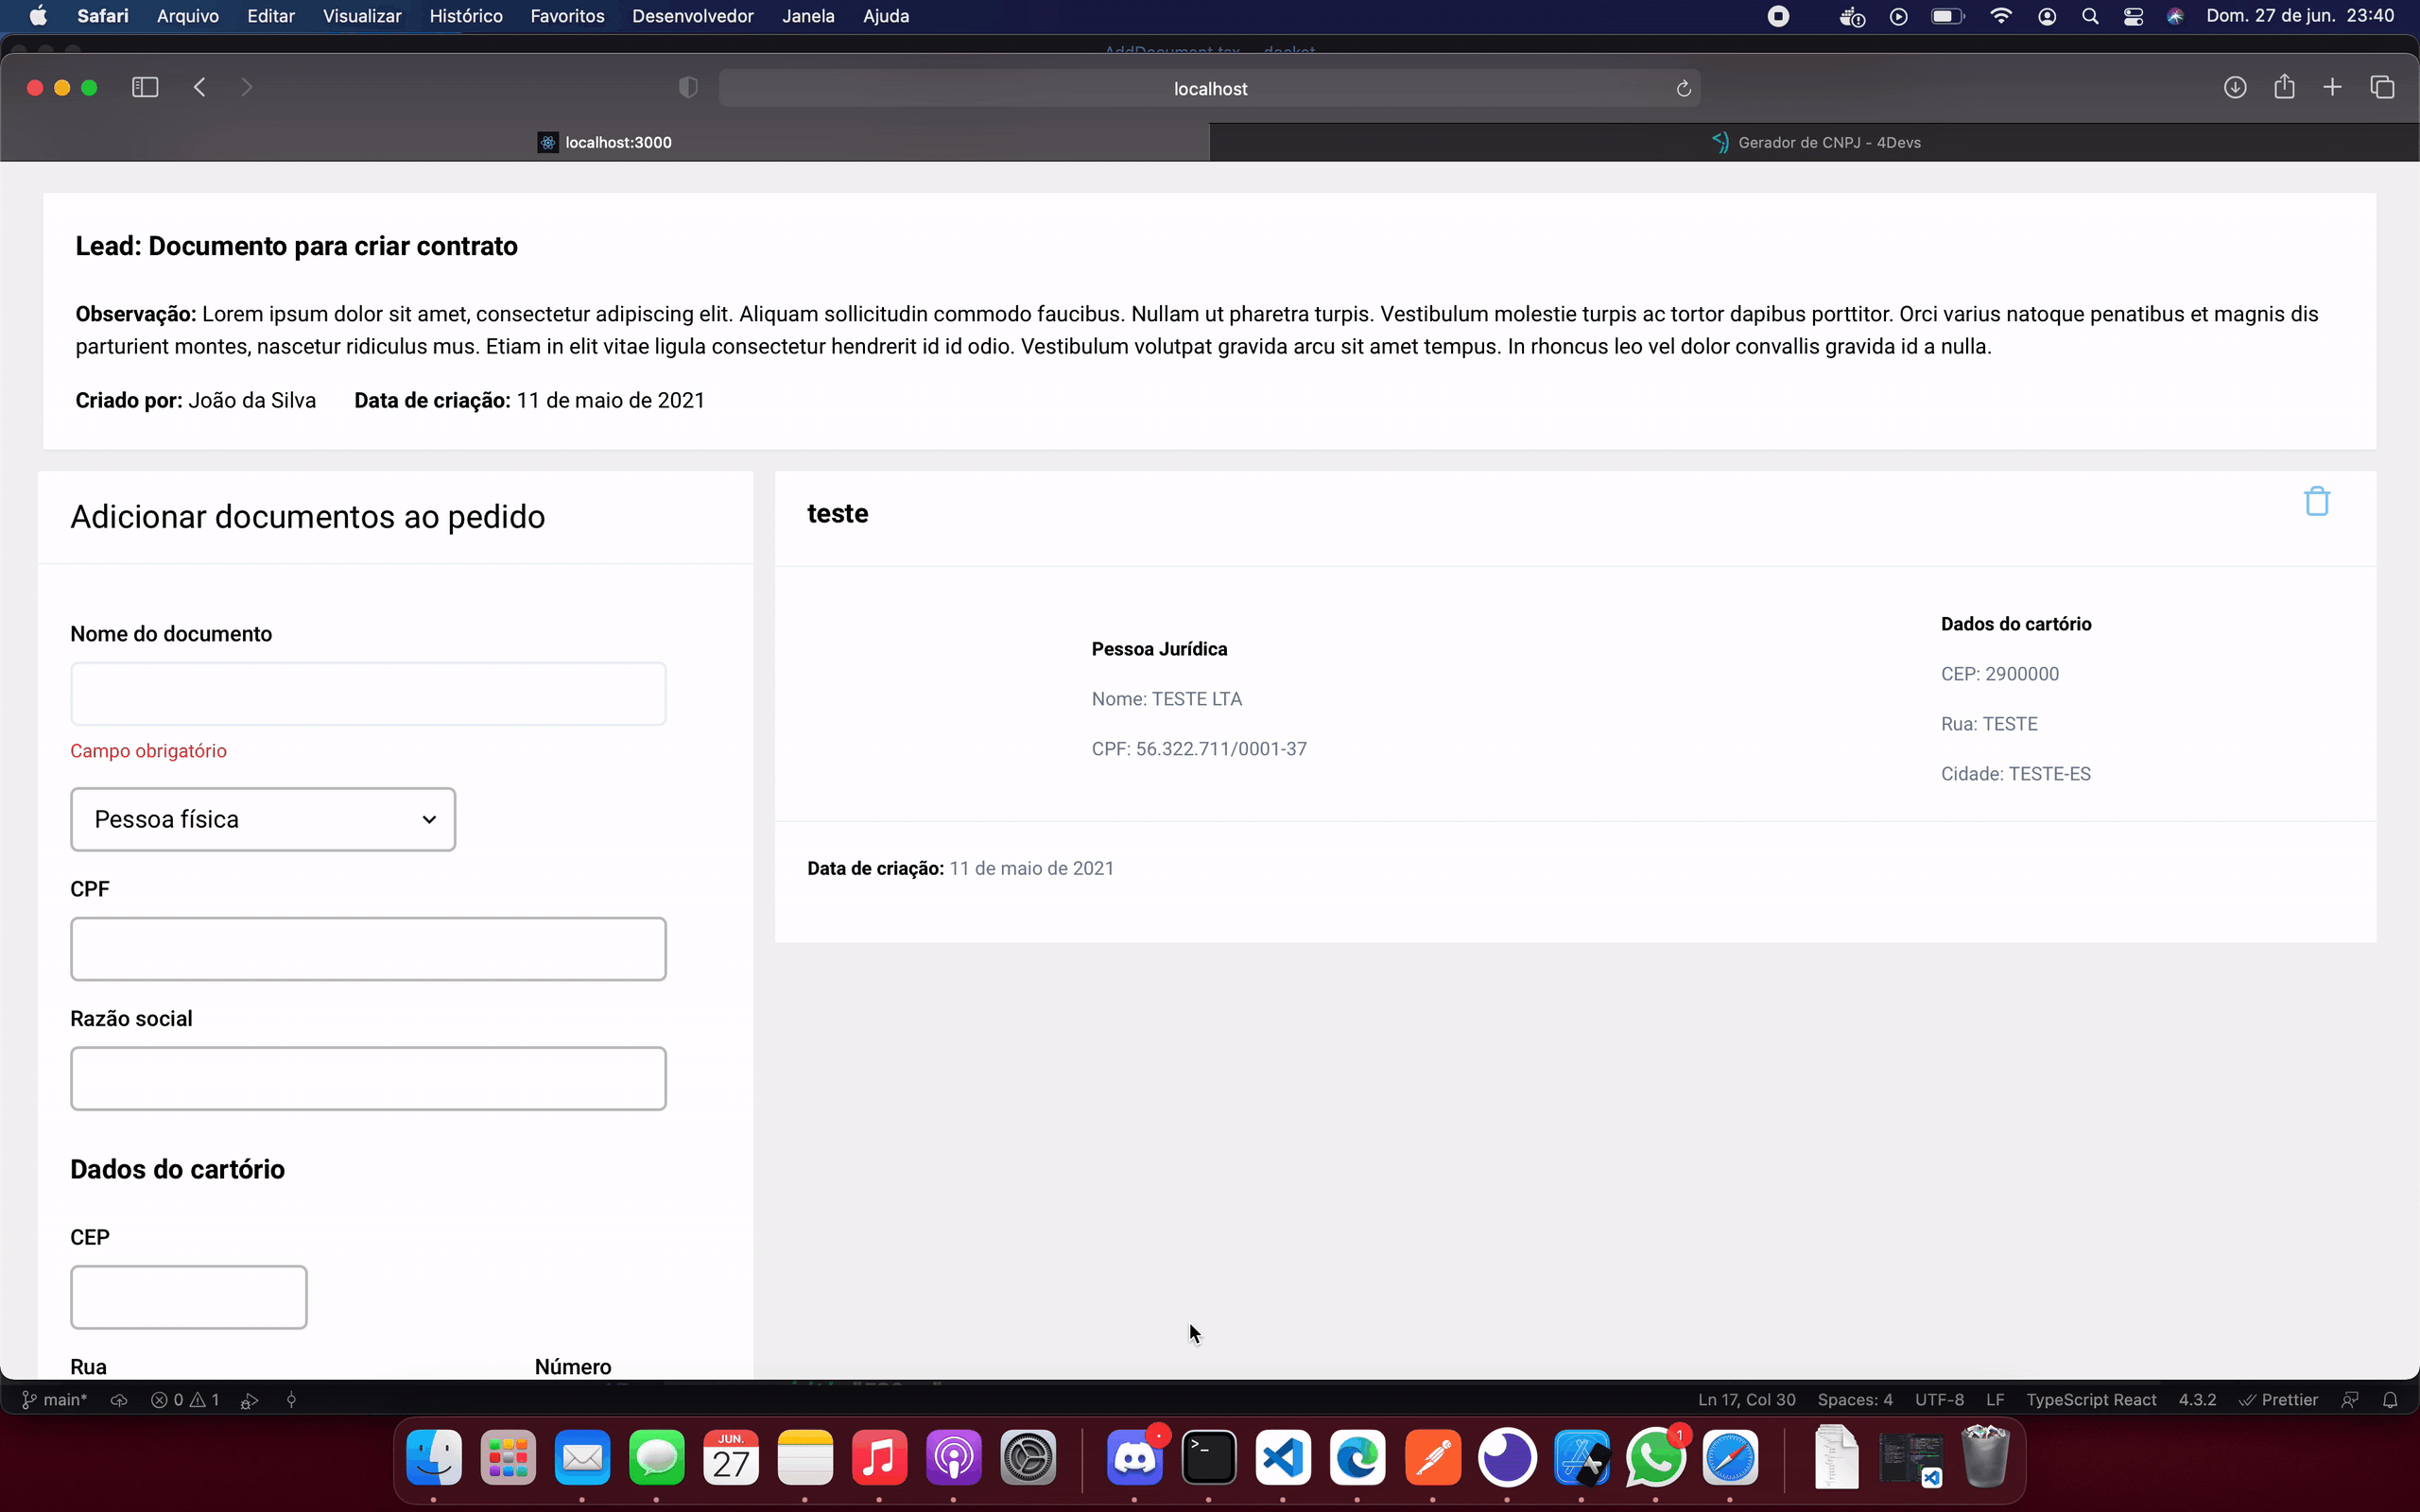 Safari Arquivo Editar Visualizar Histórico Favoritos Desenvolvedor Janela Ajuda Dom. 27 de jun. 23:40
AddDocument.tsx — docket
localhost
localhost:3000
Gerador de CNPJ - 4Devs
Lead: Documento para criar contrato
Observação: Lorem ipsum dolor sit amet, consectetur adipiscing elit. Aliquam sollicitudin commodo faucibus. Nullam ut pharetra turpis. Vestibulum molestie turpis ac tortor dapibus porttitor. Orci varius natoque penatibus et magnis dis
parturient montes, nascetur ridiculus mus. Etiam in elit vitae ligula consectetur hendrerit id id odio. Vestibulum volutpat gravida arcu sit amet tempus. In rhoncus leo vel dolor convallis gravida id a nulla.
Criado por: João da Silva Data de criação: 11 de maio de 2021
Adicionar documentos ao pedido
Nome do documento
Campo obrigatório
Pessoa física
CPF
Razão social
Dados do cartório
CEP
Rua Número
teste
Pessoa Jurídica
Nome: TESTE LTA
CPF: 56.322.711/0001-37
Dados do cartório
CEP: 2900000
Rua: TESTE
Cidade: TESTE-ES
Data de criação: 11 de maio de 2021
main* 0 1 Ln 17, Col 30 Spaces: 4 UTF-8 LF TypeScript React 4.3.2 Prettier
JUN.
27
1